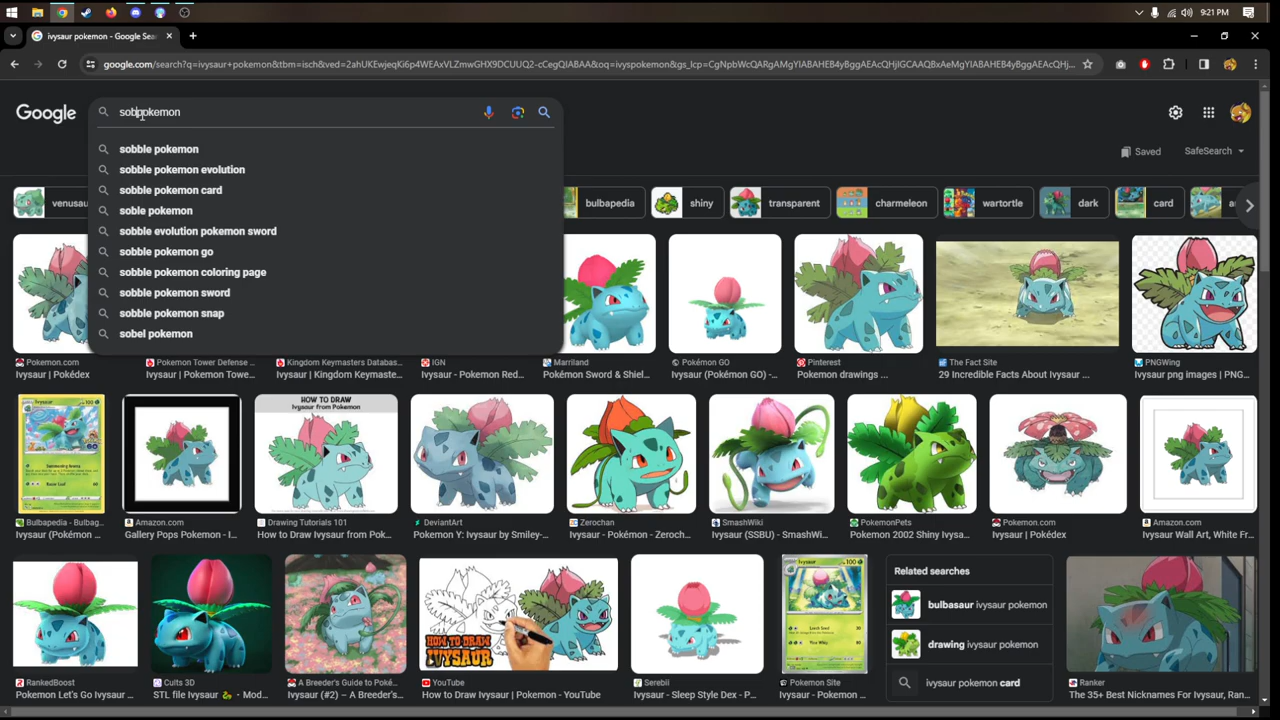 9:21 PM
ivysaur pokemon - Google Sea
google.com/search?q=ivysaur+pokemon&tbm=isch&ved=2ahUKEwjeqKi6p4WEAxVLZmwGHX9DCUUQ2-cCegQIABAA&oq=ivyspokemon&gs_lcp=CgNpbWcQARgAMgYIABAHEB4yBggAEAcQHjIGCAAQBxAeMgYIABAHEB4yBggAEAcQHj...
Google
sobpokemon
Saved
SafeSearch
sobble pokemon
sobble pokemon evolution
sobble pokemon card
soble pokemon
sobble evolution pokemon sword
sobble pokemon go
sobble pokemon coloring page
sobble pokemon sword
sobble pokemon snap
sobel pokemon
venusau
bulbapedia
shiny
transparent
charmeleon
wartortle
dark
card
Pokemon.com
Ivysaur | Pokédex
Pokemon Tower Defense ...
Ivysaur | Pokemon Towe...
Kingdom Keymasters Databas...
Ivysaur | Kingdom Keymaste...
IGN
Ivysaur - Pokemon Red...
Marriland
Pokémon Sword & Shiel...
Pokémon GO
Ivysaur (Pokémon GO) -...
Pinterest
Pokemon drawings ...
The Fact Site
29 Incredible Facts About Ivysaur ...
PNGWing
Ivysaur png images | PNG...
Ivysaur
HOW TO DRAW
Ivysaur from Pokemon
Bulbapedia - Bulbag...
Ivysaur (Pokémon ...
Amazon.com
Gallery Pops Pokemon - I...
Drawing Tutorials 101
How to Draw Ivysaur from Pok...
DeviantArt
Pokemon Y: Ivysaur by Smiley-...
Zerochan
Ivysaur - Pokémon - Zeroch...
SmashWiki
Ivysaur (SSBU) - SmashWi...
PokemonPets
Pokemon 2002 Shiny Ivysa...
Pokemon.com
Ivysaur | Pokédex
Amazon.com
Ivysaur Wall Art, White Fr...
HOW TO DRAW
IVYSAUR
Ivysaur
100
Related searches
bulbasaur ivysaur pokemon
drawing ivysaur pokemon
ivysaur pokemon card
RankedBoost
Pokemon Let's Go Ivysaur ...
Cults 3D
STL file Ivysaur - Mod...
A Breeder's Guide to Poké...
Ivysaur (#2) – A Breeder's...
YouTube
How to Draw Ivysaur | Pokemon - YouTube
Serebii
Ivysaur - Sleep Style Dex - P...
Pokemon Site
Ivysaur - Pokemon ...
Ranker
The 35+ Best Nicknames For Ivysaur, Ran...